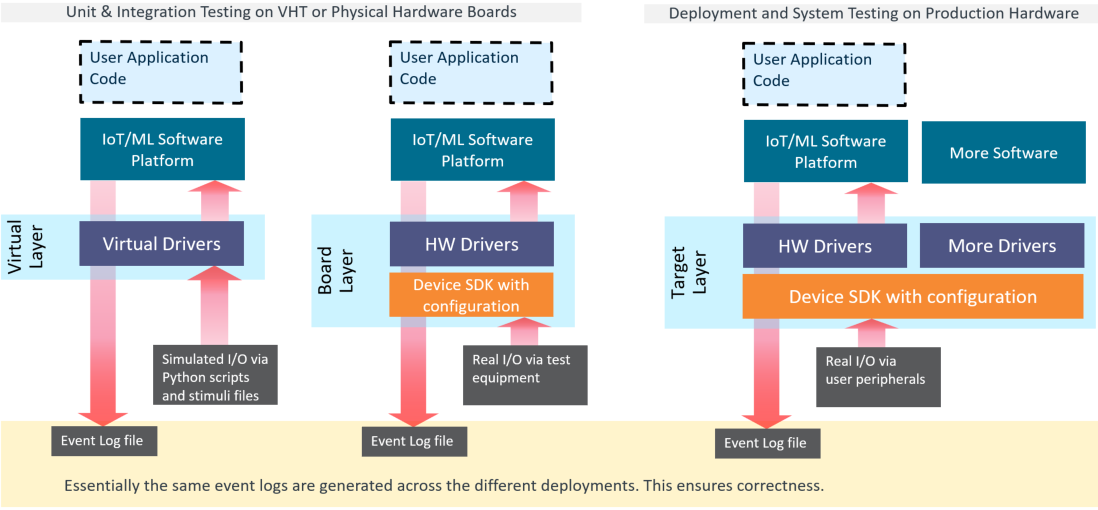 Unit & Integration Testing on VHT or Physical Hardware Boards
Deployment and System Testing on Production Hardware
User Application
Code
IoT/ML Software
Platform
Virtual
Layer
Virtual Drivers
Simulated I/O via
Python scripts
and stimuli files
Event Log file
User Application
Code
IoT/ML Software
Platform
Board
Layer
HW Drivers
Device SDK with
configuration
Real I/O via test
equipment
Event Log file
User Application
Code
IoT/ML Software
Platform
More Software
Target
Layer
HW Drivers
More Drivers
Device SDK with configuration
Real I/O via
user peripherals
Event Log file
Essentially the same event logs are generated across the different deployments. This ensures correctness.